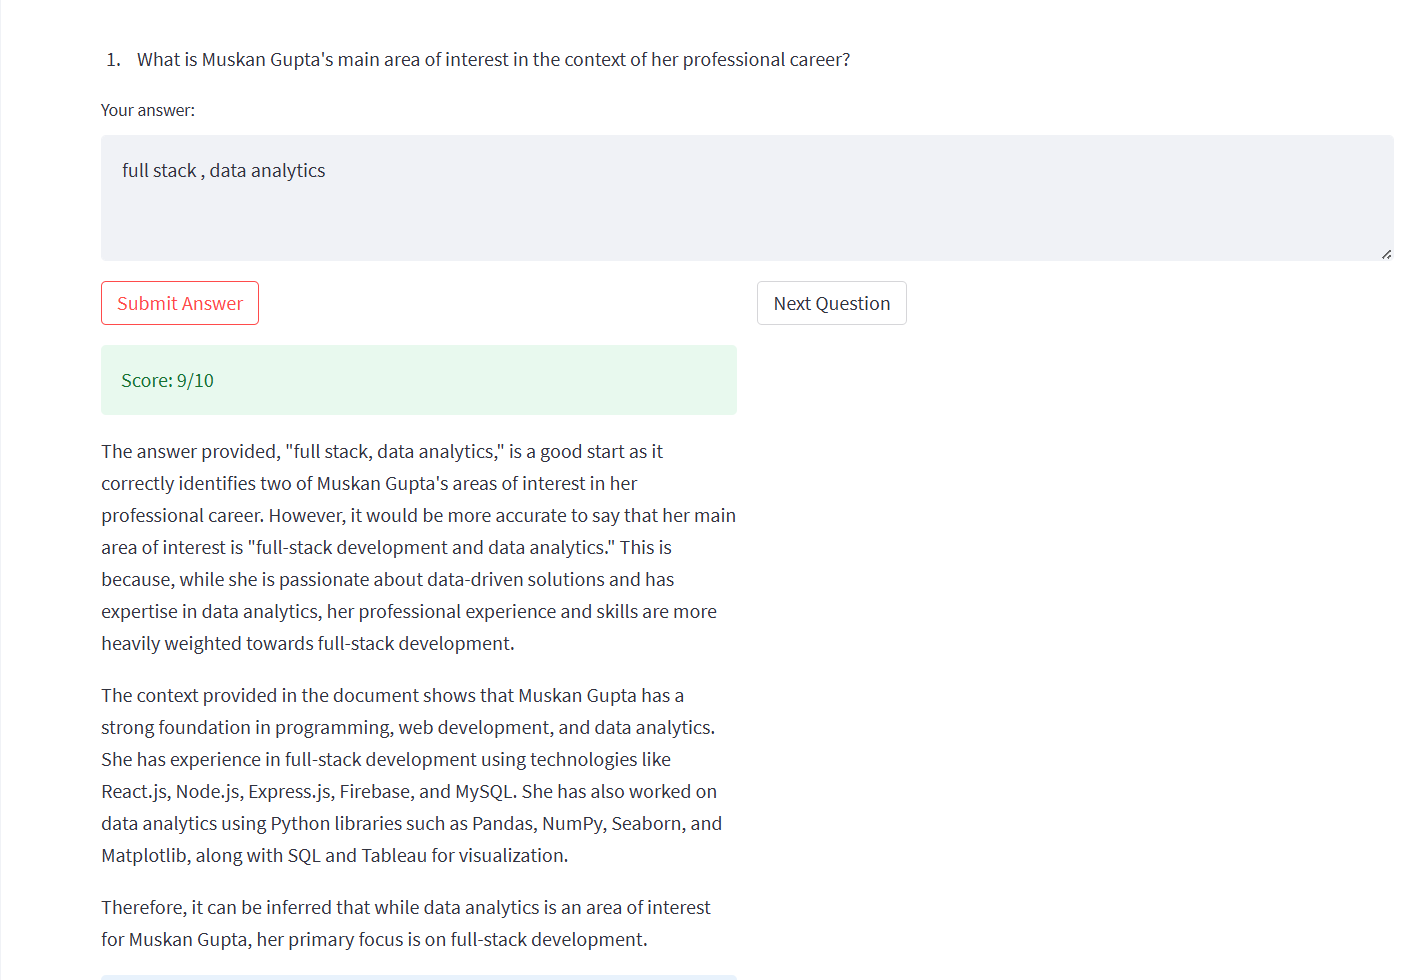 1. What is Muskan Gupta's main area of interest in the context of her professional career?
Your answer:
full stack , data analytics
Submit Answer
Next Question
Score: 9/10
The answer provided, "full stack, data analytics," is a good start as it
correctly identifies two of Muskan Gupta's areas of interest in her
professional career. However, it would be more accurate to say that her main
area of interest is "full-stack development and data analytics." This is
because, while she is passionate about data-driven solutions and has
expertise in data analytics, her professional experience and skills are more
heavily weighted towards full-stack development.
The context provided in the document shows that Muskan Gupta has a
strong foundation in programming, web development, and data analytics.
She has experience in full-stack development using technologies like
React.js, Node.js, Express.js, Firebase, and MySQL. She has also worked on
data analytics using Python libraries such as Pandas, NumPy, Seaborn, and
Matplotlib, along with SQL and Tableau for visualization.
Therefore, it can be inferred that while data analytics is an area of interest
for Muskan Gupta, her primary focus is on full-stack development.